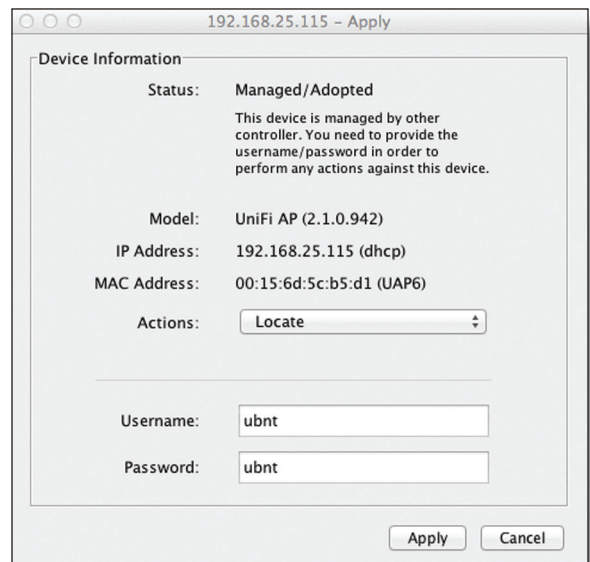 192.168.25.115 – Apply
Device Information
Status: Managed/Adopted
This device is managed by other
controller. You need to provide the
username/password in order to
perform any actions against this device.
Model: UniFi AP (2.1.0.942)
IP Address: 192.168.25.115 (dhcp)
MAC Address: 00:15:6d:5c:b5:d1 (UAP6)
Actions: Locate
Username: ubnt
Password: ubnt
Apply Cancel